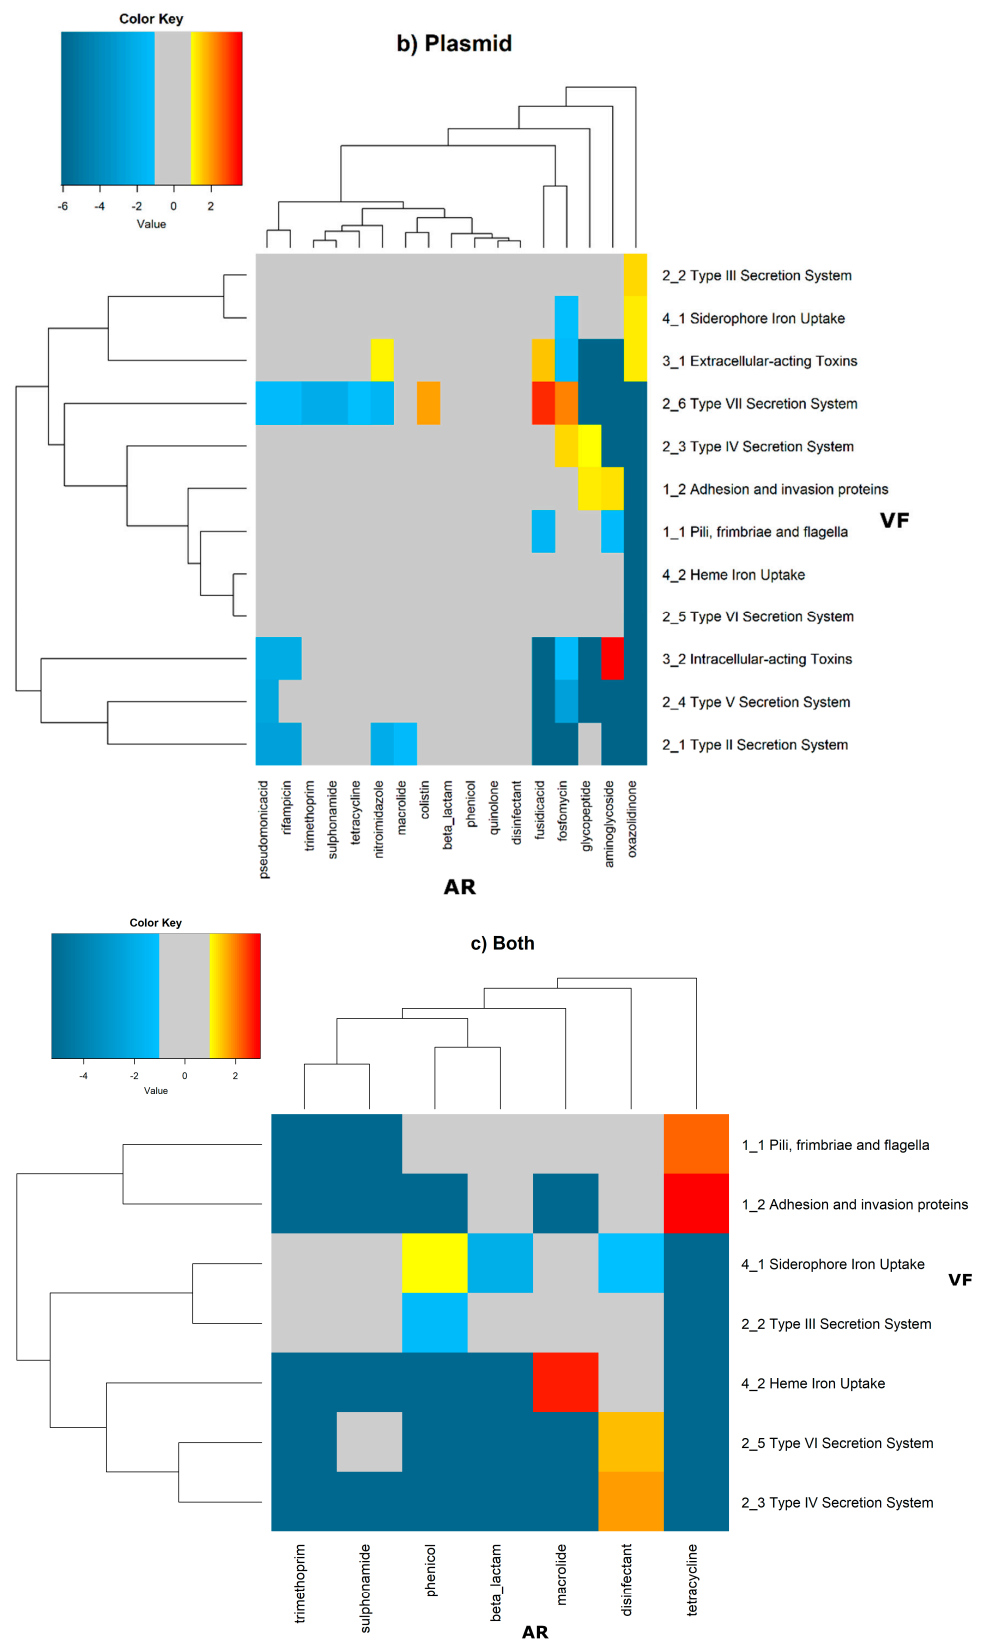 Color Key
b) Plasmid
-6 -4 -2 0 2
Value
2_2 Type III Secretion System
4_1 Siderophore Iron Uptake
3_1 Extracellular-acting Toxins
2_6 Type VII Secretion System
2_3 Type IV Secretion System
1_2 Adhesion and invasion proteins
VF
1_1 Pili, frimbriae and flagella
4_2 Heme Iron Uptake
2_5 Type VI Secretion System
3_2 Intracellular-acting Toxins
2_4 Type V Secretion System
2_1 Type II Secretion System
pseudomonicacid
rifampicin
trimethoprim
sulphonamide
tetracycline
nitroimidazole
macrolide
colistin
beta_lactam
phenicol
quinolone
disinfectant
fusidicacid
fosfomycin
glycopeptide
aminoglycoside
oxazolidinone
AR
Color Key
c) Both
-4 -2 0 2
Value
1_1 Pili, frimbriae and flagella
1_2 Adhesion and invasion proteins
4_1 Siderophore Iron Uptake
VF
2_2 Type III Secretion System
4_2 Heme Iron Uptake
2_5 Type VI Secretion System
2_3 Type IV Secretion System
trimethoprim
sulphonamide
phenicol
beta_lactam
macrolide
disinfectant
tetracycline
AR